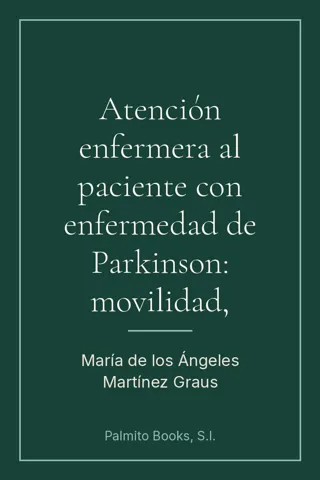 Atención
enfermera al
paciente con
enfermedad de
Parkinson:
movilidad,
María de los Ángeles
Martínez Graus
Palmito Books, S.l.